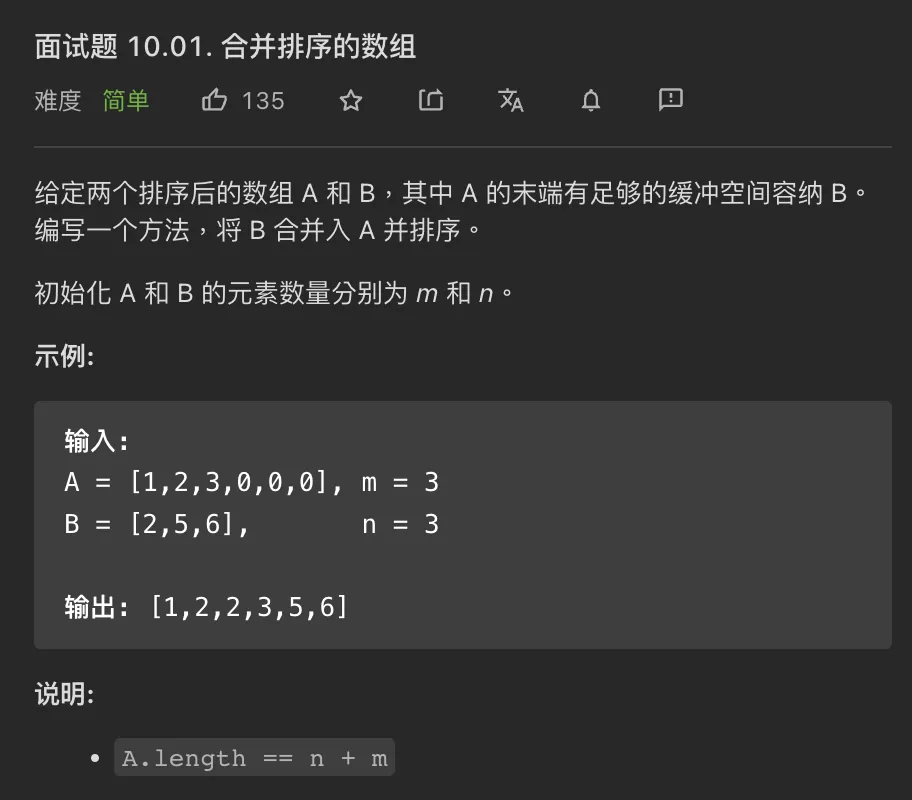 面试题 10.01. 合并排序的数组
难度 简单 135
给定两个排序后的数组 A 和 B，其中 A 的末端有足够的缓冲空间容纳 B。
编写一个方法，将 B 合并入 A 并排序。
初始化 A 和 B 的元素数量分别为 m 和 n。
示例:
输入:
A = [1,2,3,0,0,0], m = 3
B = [2,5,6],       n = 3
输出: [1,2,2,3,5,6]
说明:
• A.length == n + m